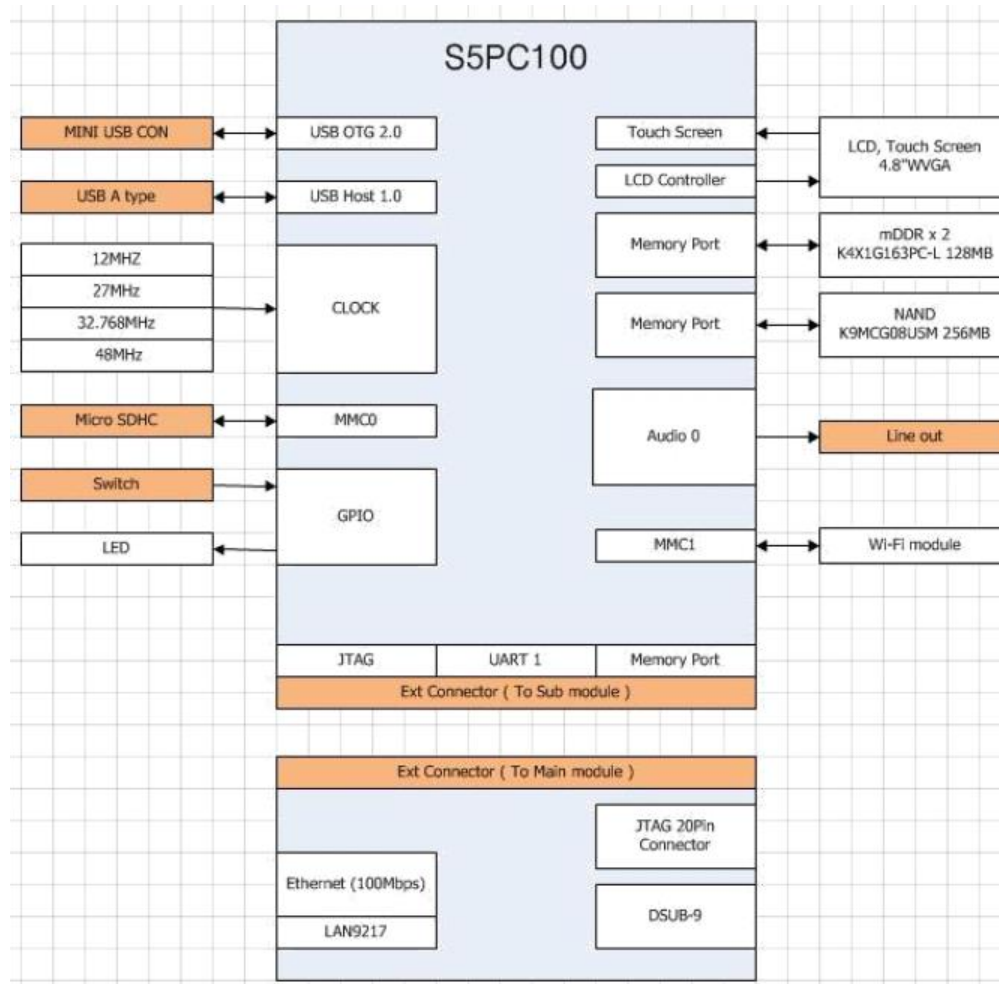 S5PC100
MINI USB CON
USB OTG 2.0
Touch Screen
LCD, Touch Screen
4.8"WVGA
USB A type
USB Host 1.0
LCD Controller
12MHZ
27MHz
32.768MHz
48MHz
CLOCK
Memory Port
mDDR x 2
K4X1G163PC-L 128MB
Memory Port
NAND
K9MCG08U5M 256MB
Micro SDHC
MMC0
Audio 0
Line out
Switch
GPIO
LED
MMC1
Wi-Fi module
JTAG
UART 1
Memory Port
Ext Connector ( To Sub module )
Ext Connector ( To Main module )
JTAG 20Pin
Connector
Ethernet (100Mbps)
LAN9217
DSUB-9